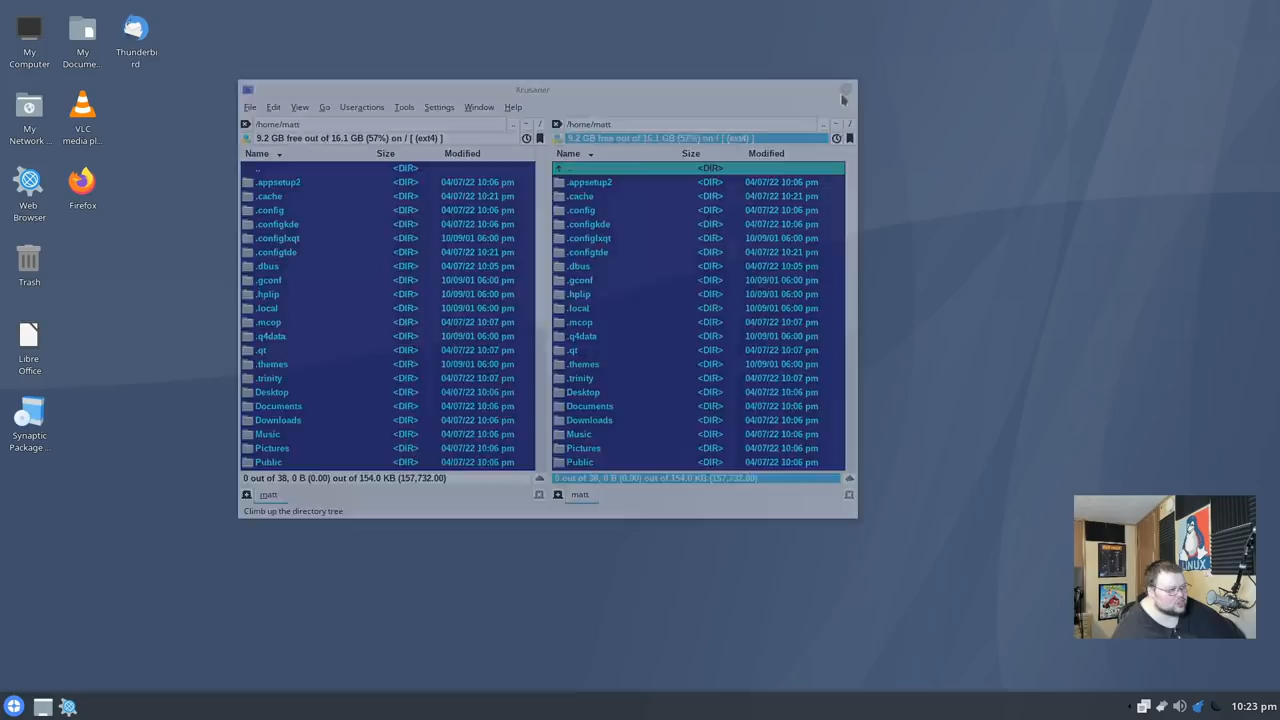 My
Computer
My
Docume...
Thunderbi
rd
My
Network ...
VLC
media pl...
Web
Browser
Firefox
Trash
Libre
Office
Synaptic
Package ...
Krusader
File Edit View Go Useractions Tools Settings Window Help
/home/matt .. ~ /
9.2 GB free out of 16.1 GB (57%) on / [ (ext4) ]
Name Size Modified
.. <DIR>
.appsetup2 <DIR> 04/07/22 10:06 pm
.cache <DIR> 04/07/22 10:21 pm
.config <DIR> 04/07/22 10:06 pm
.configkde <DIR> 04/07/22 10:06 pm
.configlxqt <DIR> 10/09/01 06:00 pm
.configtde <DIR> 04/07/22 10:21 pm
.dbus <DIR> 04/07/22 10:05 pm
.gconf <DIR> 10/09/01 06:00 pm
.hplip <DIR> 10/09/01 06:00 pm
.local <DIR> 10/09/01 06:00 pm
.mcop <DIR> 04/07/22 10:07 pm
.q4data <DIR> 10/09/01 06:00 pm
.qt <DIR> 04/07/22 10:07 pm
.themes <DIR> 10/09/01 06:00 pm
.trinity <DIR> 04/07/22 10:07 pm
Desktop <DIR> 04/07/22 10:06 pm
Documents <DIR> 04/07/22 10:06 pm
Downloads <DIR> 04/07/22 10:06 pm
Music <DIR> 04/07/22 10:06 pm
Pictures <DIR> 04/07/22 10:06 pm
Public <DIR> 04/07/22 10:06 pm
0 out of 38, 0 B (0.00) out of 154.0 KB (157,732.00)
matt
Climb up the directory tree
/home/matt .. ~ /
9.2 GB free out of 16.1 GB (57%) on / [ (ext4) ]
Name Size Modified
.. <DIR>
.appsetup2 <DIR> 04/07/22 10:06 pm
.cache <DIR> 04/07/22 10:21 pm
.config <DIR> 04/07/22 10:06 pm
.configkde <DIR> 04/07/22 10:06 pm
.configlxqt <DIR> 10/09/01 06:00 pm
.configtde <DIR> 04/07/22 10:21 pm
.dbus <DIR> 04/07/22 10:05 pm
.gconf <DIR> 10/09/01 06:00 pm
.hplip <DIR> 10/09/01 06:00 pm
.local <DIR> 10/09/01 06:00 pm
.mcop <DIR> 04/07/22 10:07 pm
.q4data <DIR> 10/09/01 06:00 pm
.qt <DIR> 04/07/22 10:07 pm
.themes <DIR> 10/09/01 06:00 pm
.trinity <DIR> 04/07/22 10:07 pm
Desktop <DIR> 04/07/22 10:06 pm
Documents <DIR> 04/07/22 10:06 pm
Downloads <DIR> 04/07/22 10:06 pm
Music <DIR> 04/07/22 10:06 pm
Pictures <DIR> 04/07/22 10:06 pm
Public <DIR> 04/07/22 10:06 pm
0 out of 38, 0 B (0.00) out of 154.0 KB (157,732.00)
matt
LINUX
10:23 pm